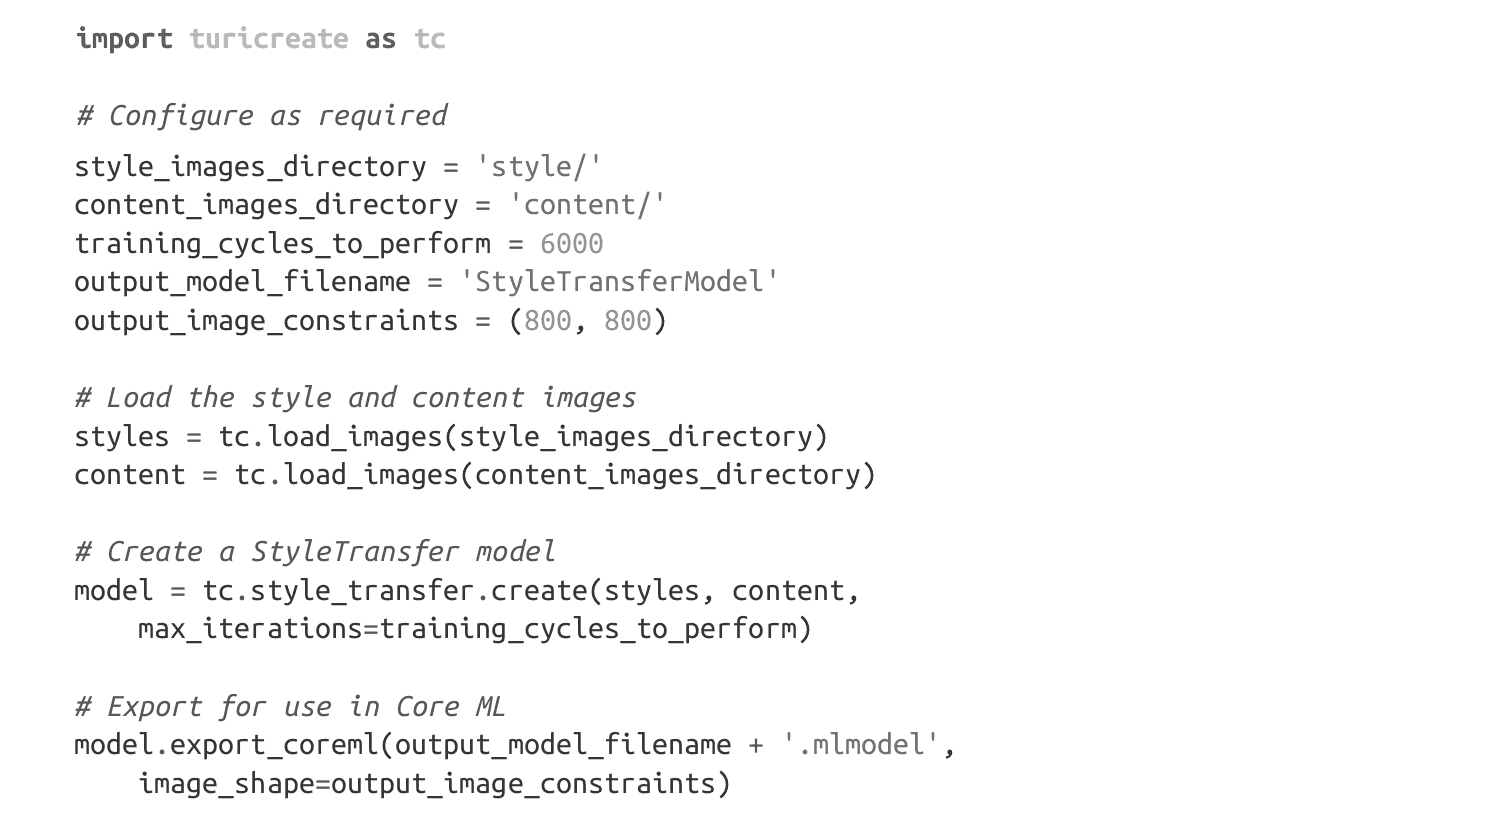 import turicreate as tc
# Configure as required
style_images_directory = 'style/'
content_images_directory = 'content/'
training_cycles_to_perform = 6000
output_model_filename = 'StyleTransferModel'
output_image_constraints = (800, 800)
# Load the style and content images
styles = tc.load_images(style_images_directory)
content = tc.load_images(content_images_directory)
# Create a StyleTransfer model
model = tc.style_transfer.create(styles, content,
    max_iterations=training_cycles_to_perform)
# Export for use in Core ML
model.export_coreml(output_model_filename + '.mlmodel',
    image_shape=output_image_constraints)